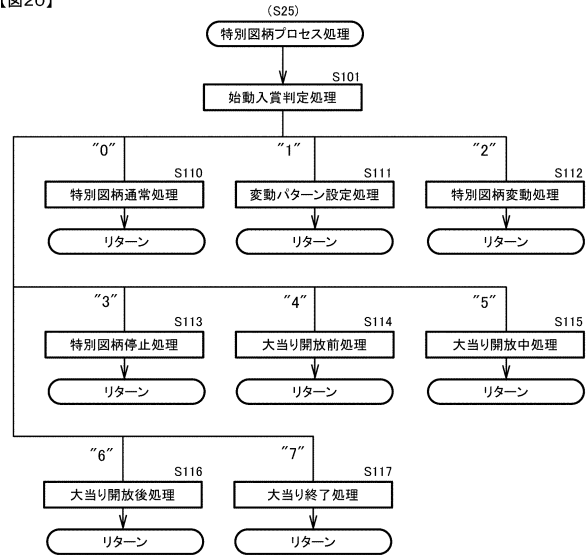 【図20】
(S25)
特別図柄プロセス処理
S101
始動入賞判定処理
"0" "1" "2"
S110 S111 S112
特別図柄通常処理 変動パターン設定処理 特別図柄変動処理
リターン リターン リターン
"3" "4" "5"
S113 S114 S115
特別図柄停止処理 大当り開放前処理 大当り開放中処理
リターン リターン リターン
"6" "7"
S116 S117
大当り開放後処理 大当り終了処理
リターン リターン